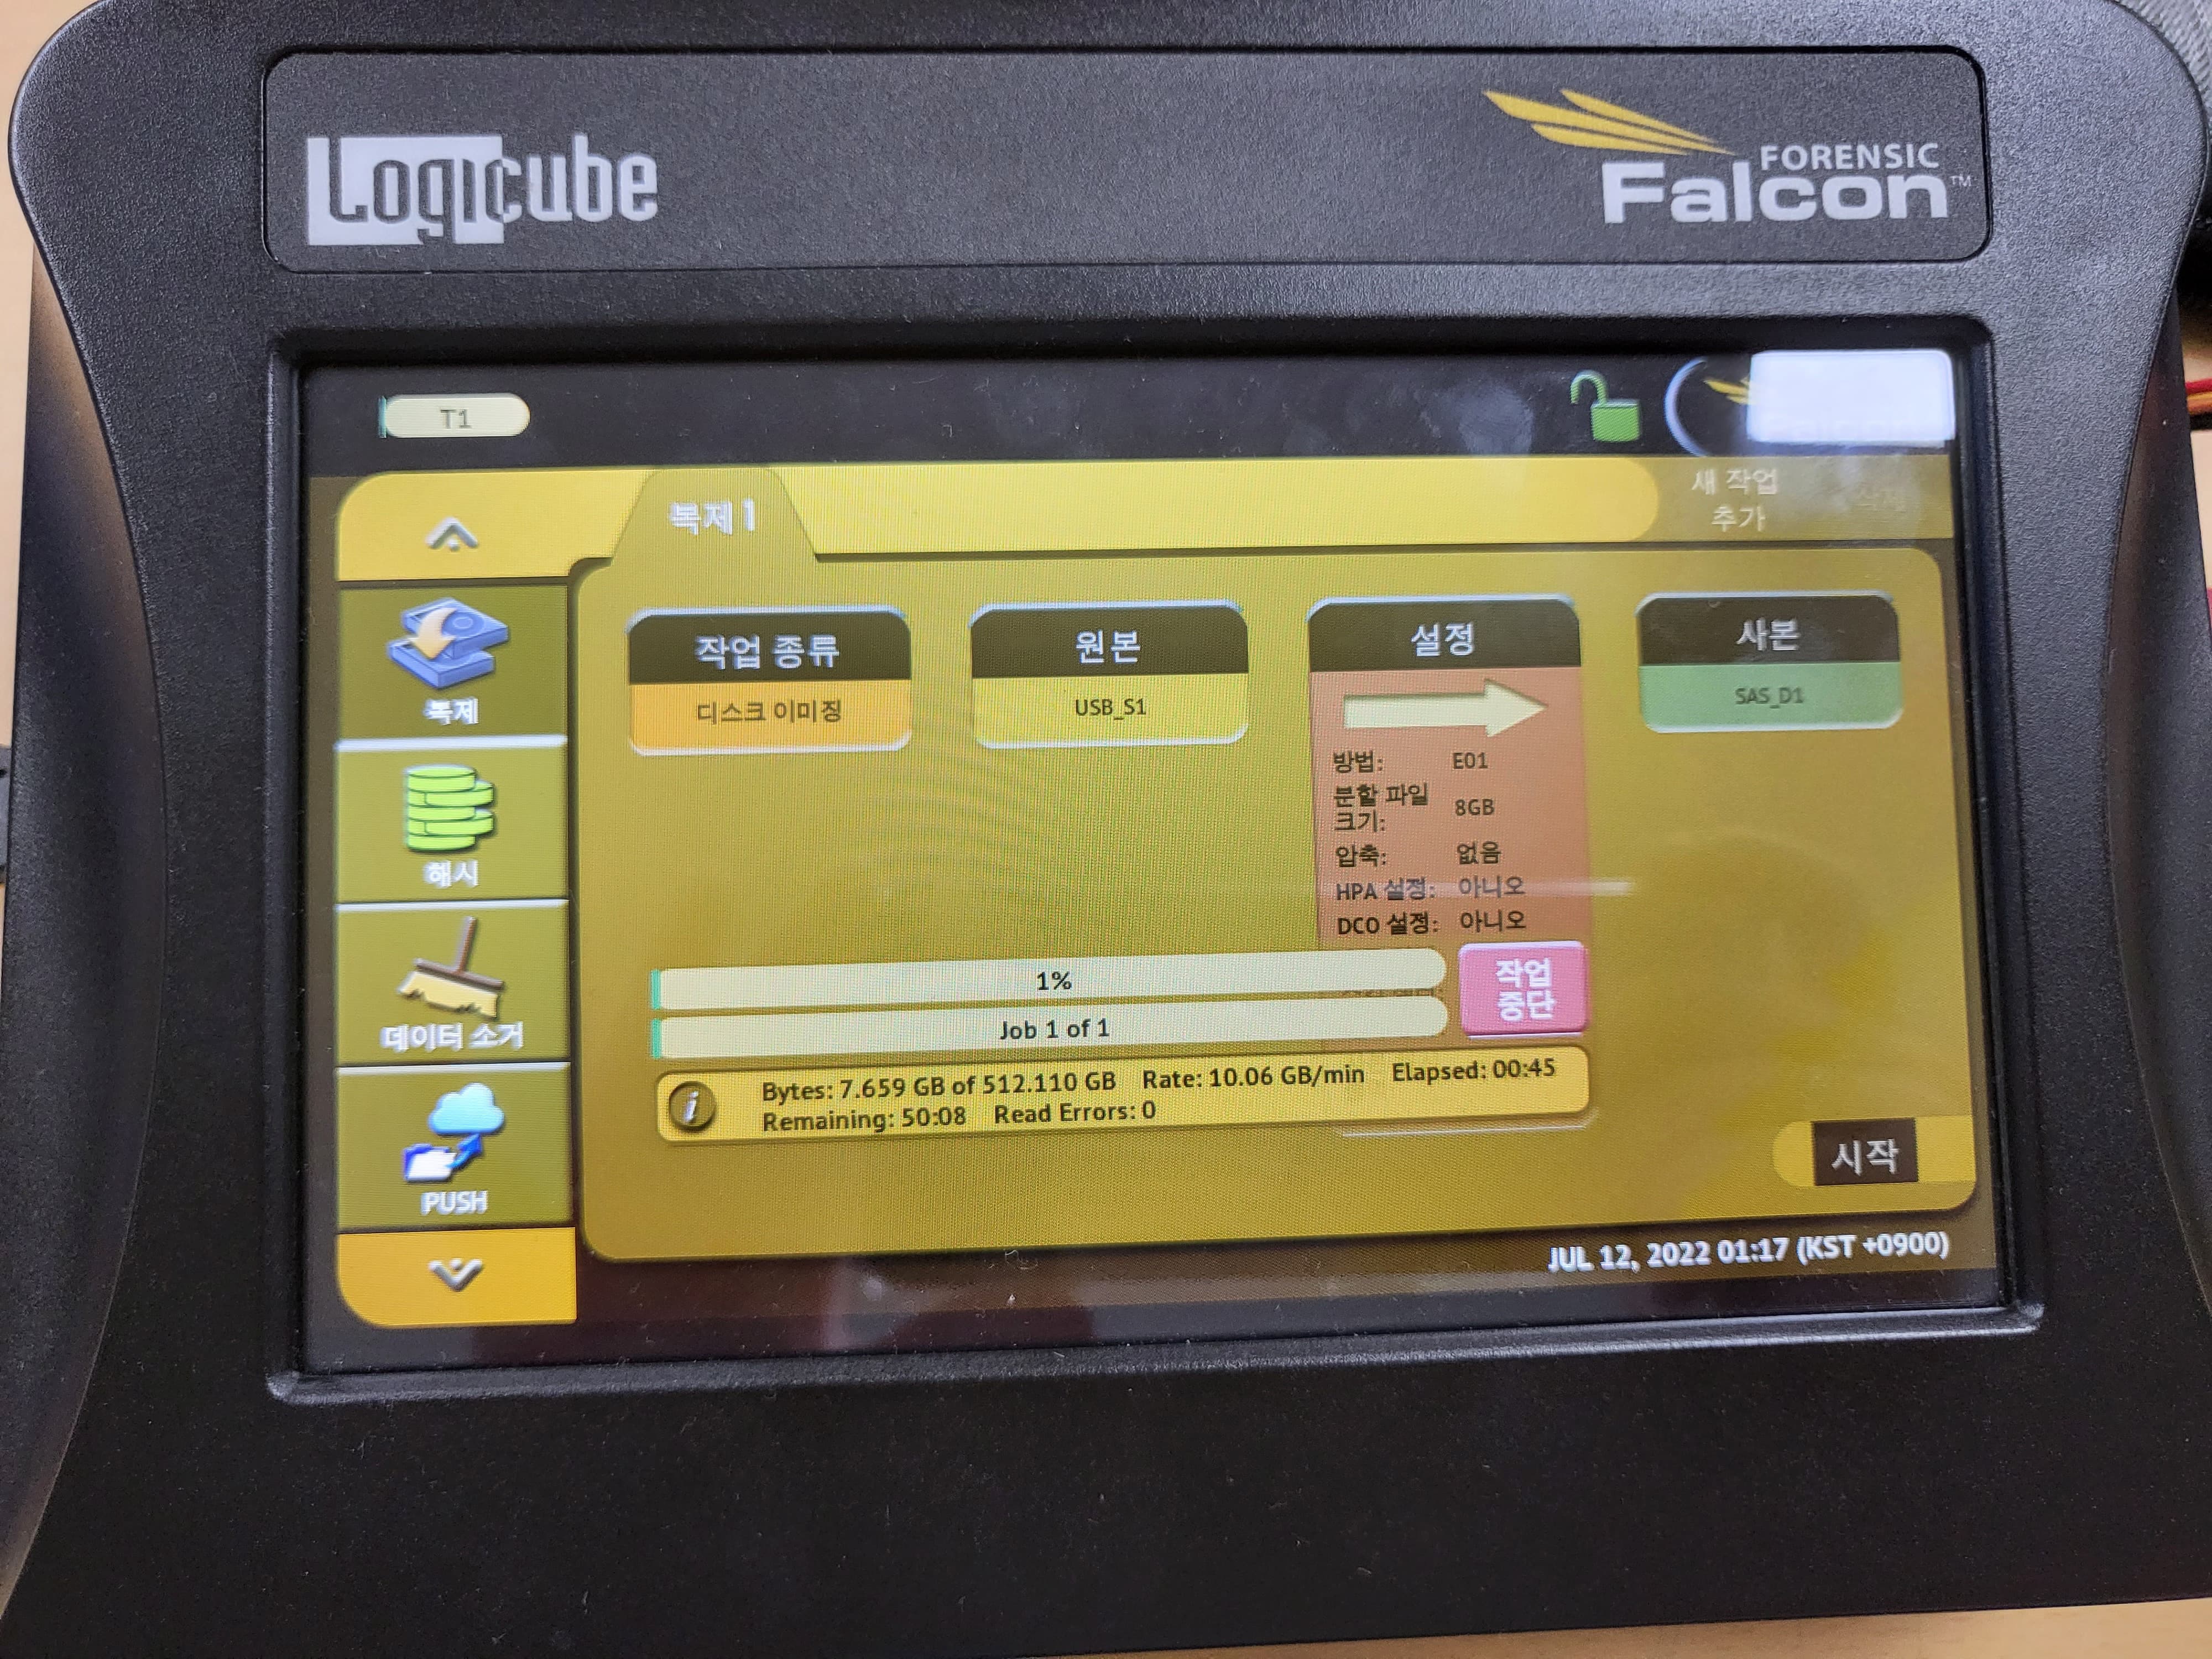 Logicube
FORENSIC
Falcon™
T1
복제 1
새 작업
추가
삭제
작업 종류
디스크 이미징
원본
USB_S1
설정
방법: E01
분할 파일
크기: 8GB
압축: 없음
HPA 설정: 아니오
DCO 설정: 아니오
사본
SAS_D1
복제
해시
데이터 소거
PUSH
1%
Job 1 of 1
작업
중단
Bytes: 7.659 GB of 512.110 GB Rate: 10.06 GB/min Elapsed: 00:45
Remaining: 50:08 Read Errors: 0
시작
JUL 12, 2022 01:17 (KST +0900)